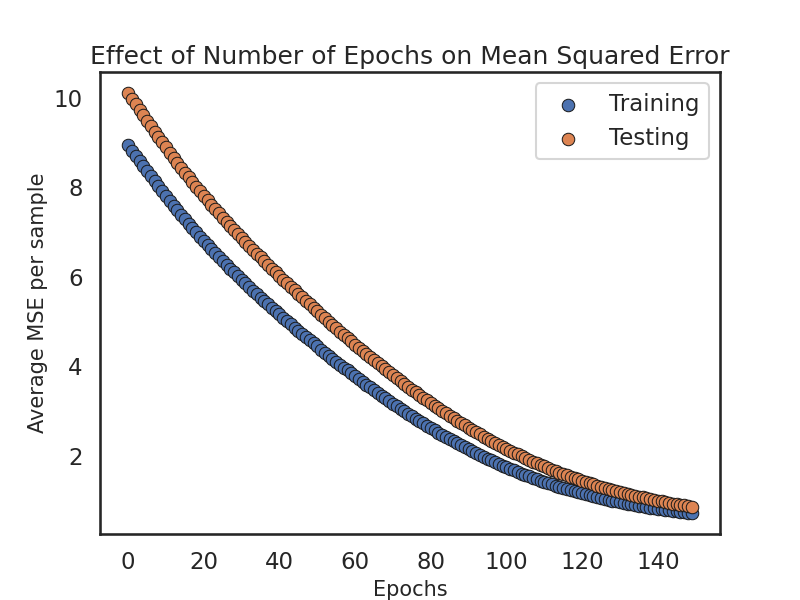 Effect of Number of Epochs on Mean Squared Error
Training
Testing
Average MSE per sample
10
8
6
4
2
0 20 40 60 80 100 120 140
Epochs